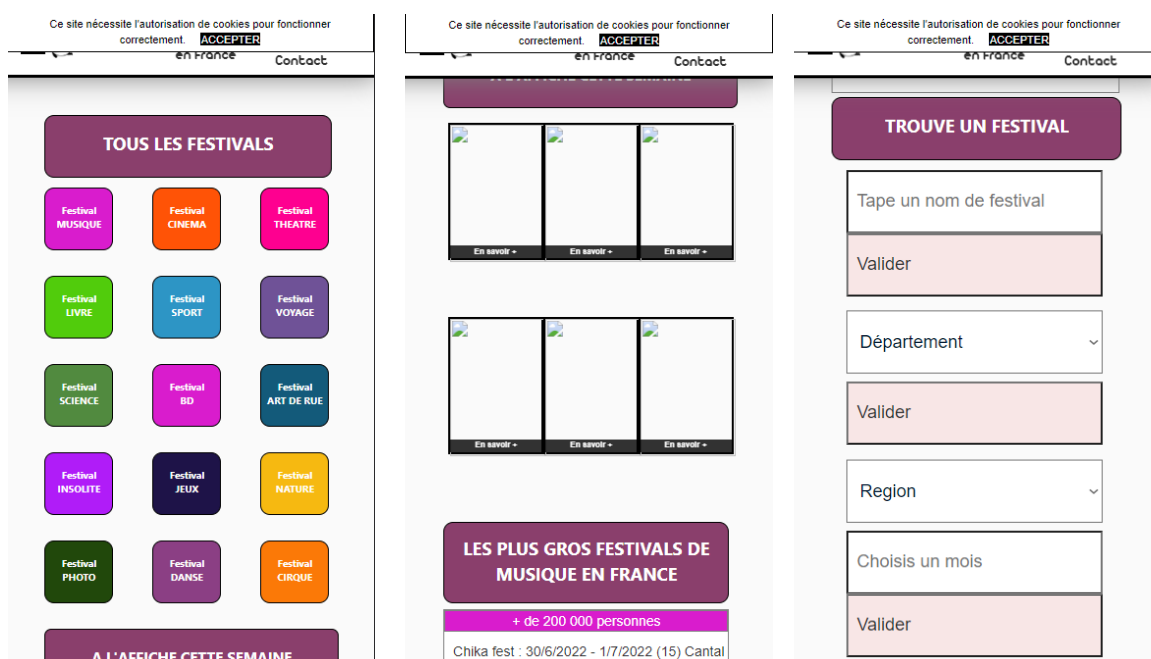 Ce site nécessite l'autorisation de cookies pour fonctionner
correctement. ACCEPTER
en France
Contact
TOUS LES FESTIVALS
Festival
MUSIQUE
Festival
CINEMA
Festival
THEATRE
Festival
LIVRE
Festival
SPORT
Festival
VOYAGE
Festival
SCIENCE
Festival
BD
Festival
ART DE RUE
Festival
INSOLITE
Festival
JEUX
Festival
NATURE
Festival
PHOTO
Festival
DANSE
Festival
CIRQUE
A L'AFFICHE CETTE SEMAINE
Ce site nécessite l'autorisation de cookies pour fonctionner
correctement. ACCEPTER
en France
Contact
A L'AFFICHE CETTE SEMAINE
En savoir +
En savoir +
En savoir +
En savoir +
En savoir +
En savoir +
LES PLUS GROS FESTIVALS DE
MUSIQUE EN FRANCE
+ de 200 000 personnes
Chika fest : 30/6/2022 - 1/7/2022 (15) Cantal
Ce site nécessite l'autorisation de cookies pour fonctionner
correctement. ACCEPTER
en France
Contact
TROUVE UN FESTIVAL
Tape un nom de festival
Valider
Département
Valider
Region
Choisis un mois
Valider